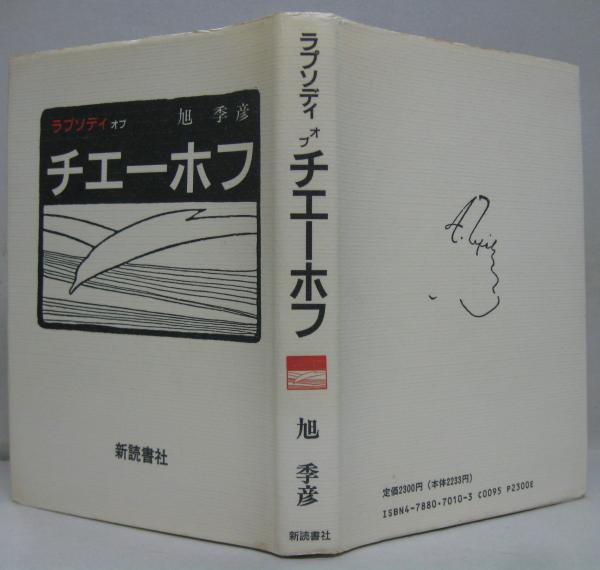 ラプソディ オフ
旭 季彦
チエーホフ
新読書社
ラプソディ オブ チエーホフ
旭 季彦
新読書社
定価2300円（本体2233円）
ISBN4-7880-7010-3 C0095 P2300E